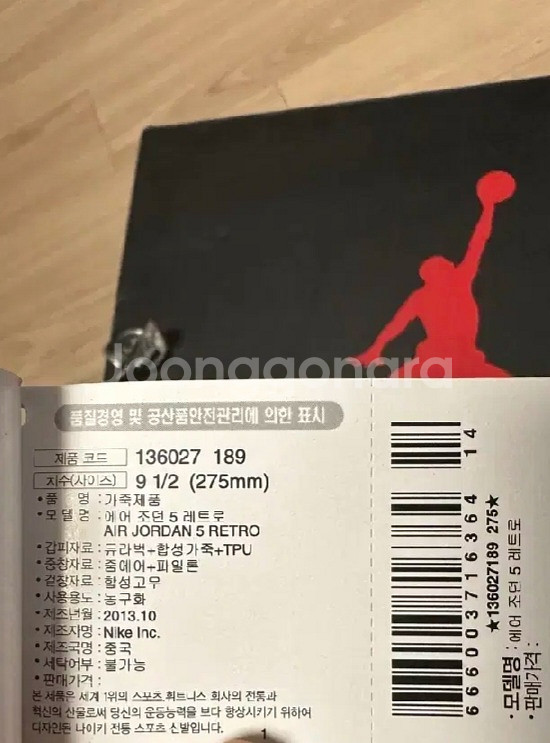 Joonggonara
품질경영 및 공산품안전관리에 의한 표시
제품 코드 136027 189
치수(사이즈) 9 1/2 (275mm)
• 품 명 : 가죽제품
• 모 델 명 : 에어 조던 5 레트로
AIR JORDAN 5 RETRO
• 갑피자료 : 듀라벅+합성가죽+TPU
• 중창자료 : 줌에어+파일론
• 겉창자료 : 합성고무
• 사용용도 : 농구화
• 제조년월 : 2013.10
• 제조자명 : Nike Inc.
• 제조국명 : 중국
• 세탁여부 : 불가능
• 판매가격 :
본 제품은 세계 1위의 스포츠, 휘트니스 회사의 전통과
혁신의 산물로써 당신의 운동능력을 보다 향상시키기 위하여
디자인된 나이키 전통 스포츠 신발입니다.
1
14
666003716364
★136027189 275★
• 모델명 : 에어 조던 5 레트로
• 판매가격 :